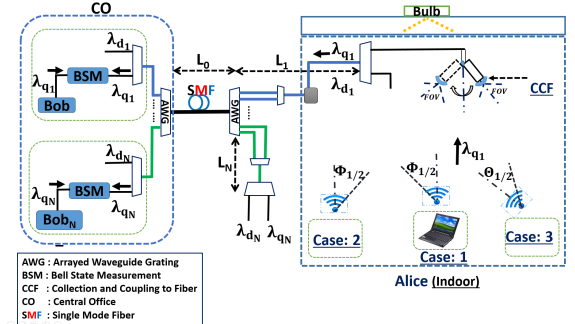 CO
Bulb
λd1
λq1
BSM
λq1
Bob
L0
L1
λq1
λd1
CCF
FOV
FOV
AWG
SMF
AWG
λdN
λqN
BSM
λqN
BobN
LN
λdN λqN
λq1
Φ1/2
Φ1/2
Θ1/2
Case: 2
Case: 1
Case: 3
Alice (Indoor)
AWG : Arrayed Waveguide Grating
BSM : Bell State Measurement
CCF : Collection and Coupling to Fiber
CO : Central Office
SMF : Single Mode Fiber